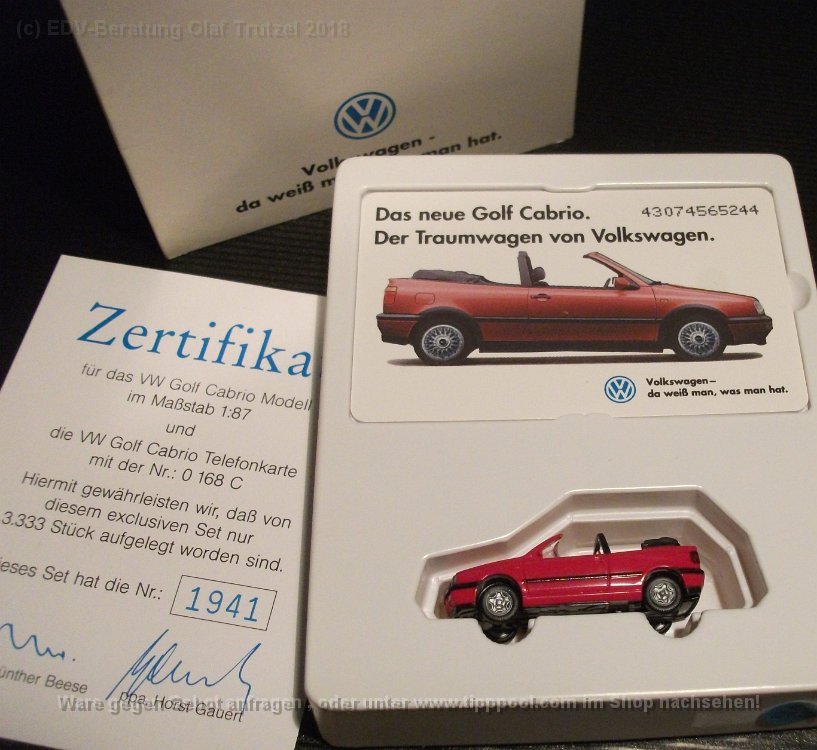 (c) EDV-Beratung Olaf Trutzel 2018
Volkswagen -
da weiß man, was man hat.
Das neue Golf Cabrio. 43074565244
Der Traumwagen von Volkswagen.
Volkswagen—
da weiß man, was man hat.
Zertifika
für das VW Golf Cabrio Modell
im Maßstab 1:87
und
die VW Golf Cabrio Telefonkarte
mit der Nr.: 0 168 C
Hiermit gewährleisten wir, daß von
diesem exclusiven Set nur
3.333 Stück aufgelegt worden sind.
ieses Set hat die Nr.: 1941
ünther Beese
ppa. Horst Gauert
Ware gegen Gebot anfragen , oder unter www.tipppool.com im Shop nachsehen!